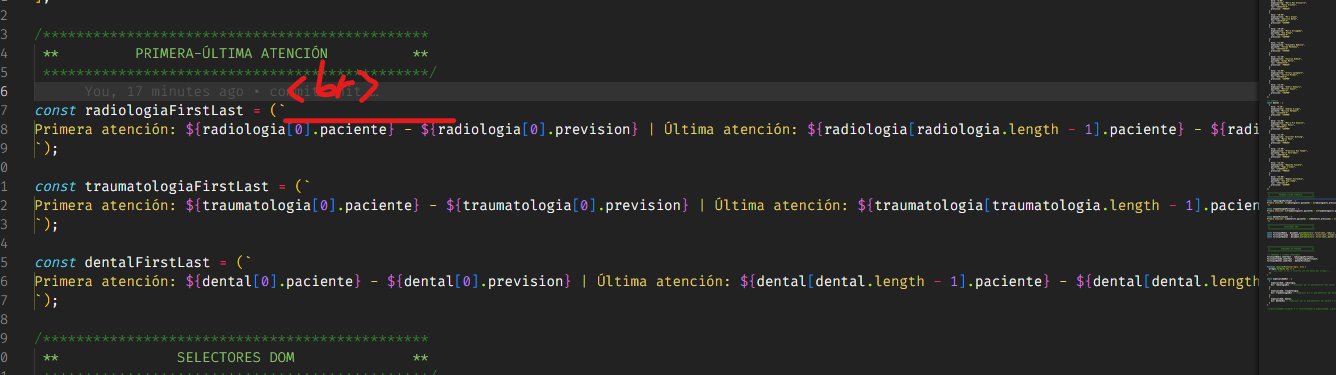 2
3 /**********************************************
4 ** PRIMERA-ÚLTIMA ATENCIÓN **
5 **********************************************/
<br>
6 You, 17 minutes ago •
7 const radiologiaFirstLast = (`
8 Primera atención: ${radiologia[0].paciente} - ${radiologia[0].prevision} | Última atención: ${radiologia[radiologia.length - 1].paciente} - ${radi
9 `);
0
1 const traumatologiaFirstLast = (`
2 Primera atención: ${traumatologia[0].paciente} - ${traumatologia[0].prevision} | Última atención: ${traumatologia[traumatologia.length - 1].pacien
3 `);
4
5 const dentalFirstLast = (`
6 Primera atención: ${dental[0].paciente} - ${dental[0].prevision} | Última atención: ${dental[dental.length - 1].paciente} - ${dental[dental.length
7 `);
8
9 /**********************************************
0 ** SELECTORES DOM **